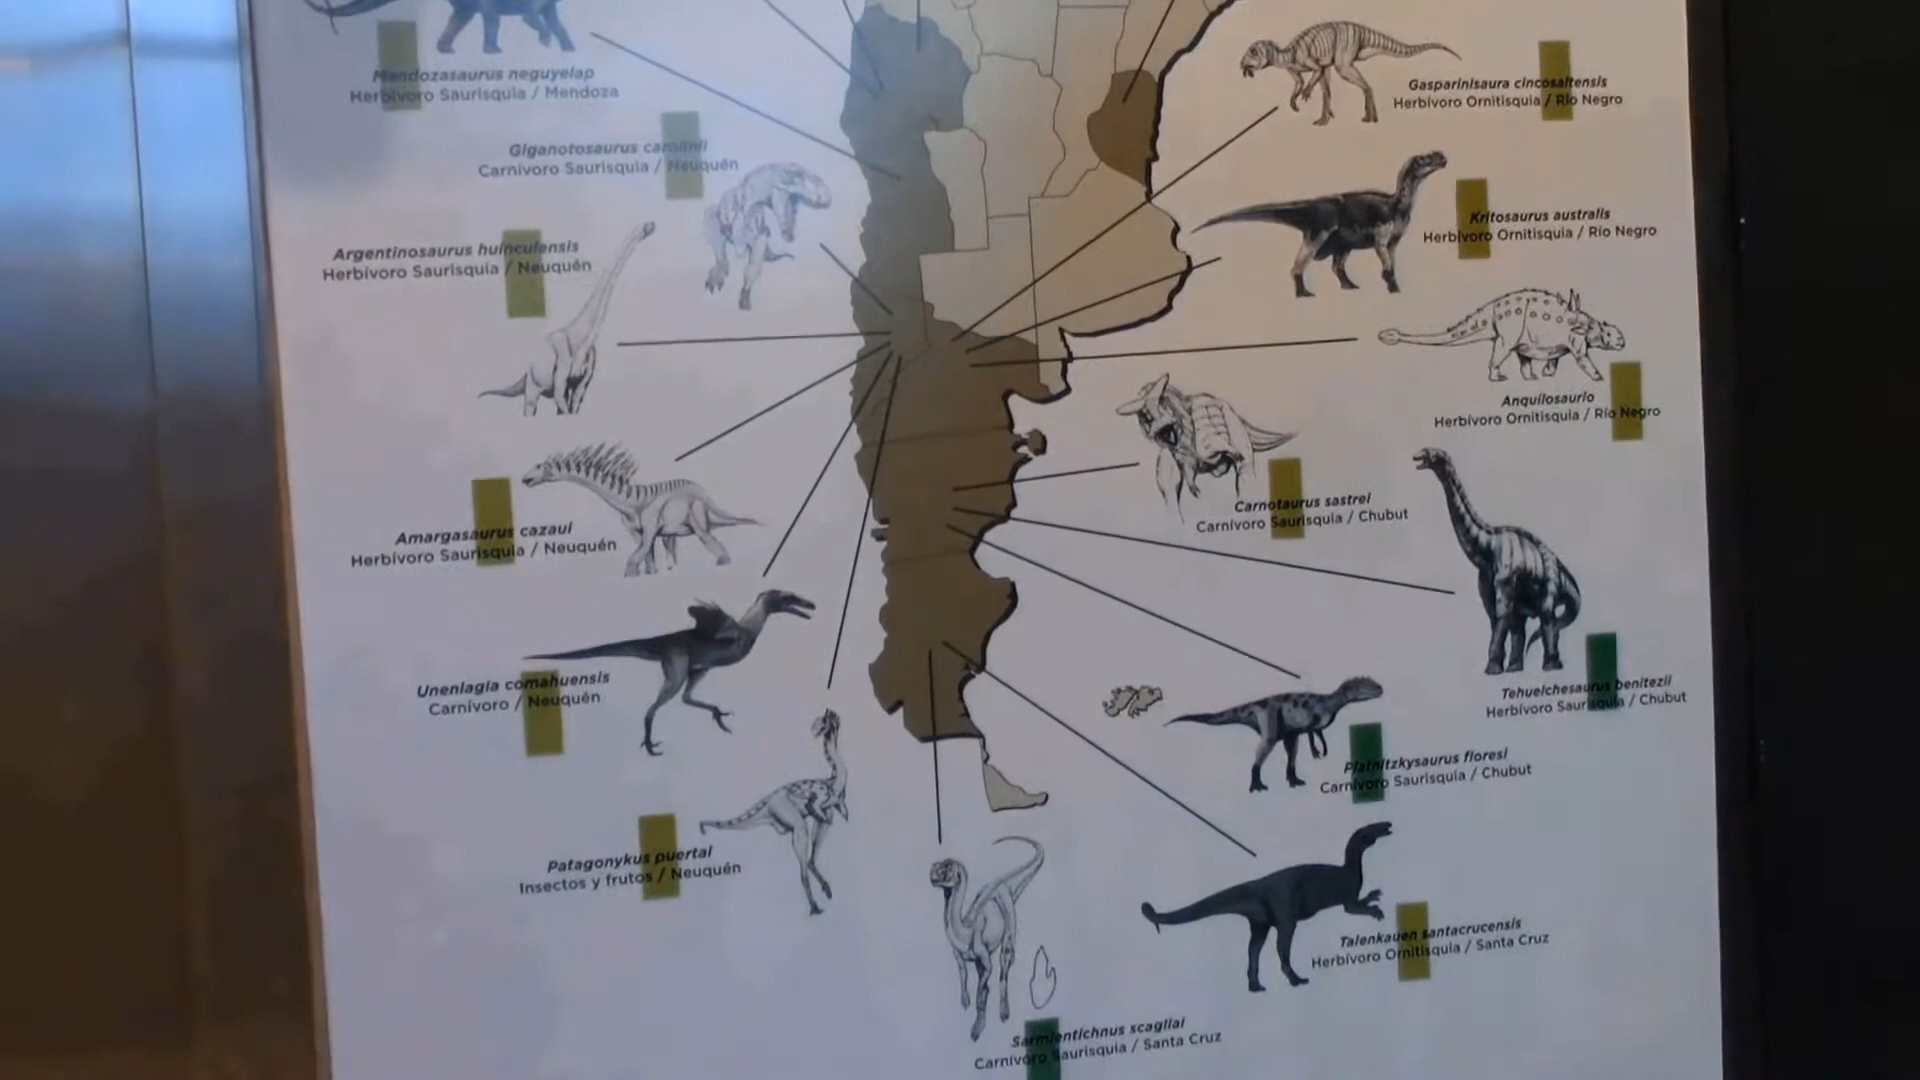 Mendozasaurus neguyelap
Herbívoro Saurisquia / Mendoza
Giganotosaurus carolinii
Carnívoro Saurisquia / Neuquén
Argentinosaurus huinculensis
Herbívoro Saurisquia / Neuquén
Amargasaurus cazaui
Herbívoro Saurisquia / Neuquén
Unenlagia comahuensis
Carnívoro / Neuquén
Patagonykus puertai
Insectos y frutos / Neuquén
Gasparinisaura cincosaltensis
Herbívoro Ornitisquia / Río Negro
Kritosaurus australis
Herbívoro Ornitisquia / Río Negro
Anquilosaurio
Herbívoro Ornitisquia / Río Negro
Carnotaurus sastrei
Carnívoro Saurisquia / Chubut
Tehuelchesaurus benitezii
Herbívoro Saurisquia / Chubut
Piatnitzkysaurus floresi
Carnívoro Saurisquia / Chubut
Talenkauen santacrucensis
Herbívoro Ornitisquia / Santa Cruz
Sarmientichnus scagliai
Carnívoro Saurisquia / Santa Cruz